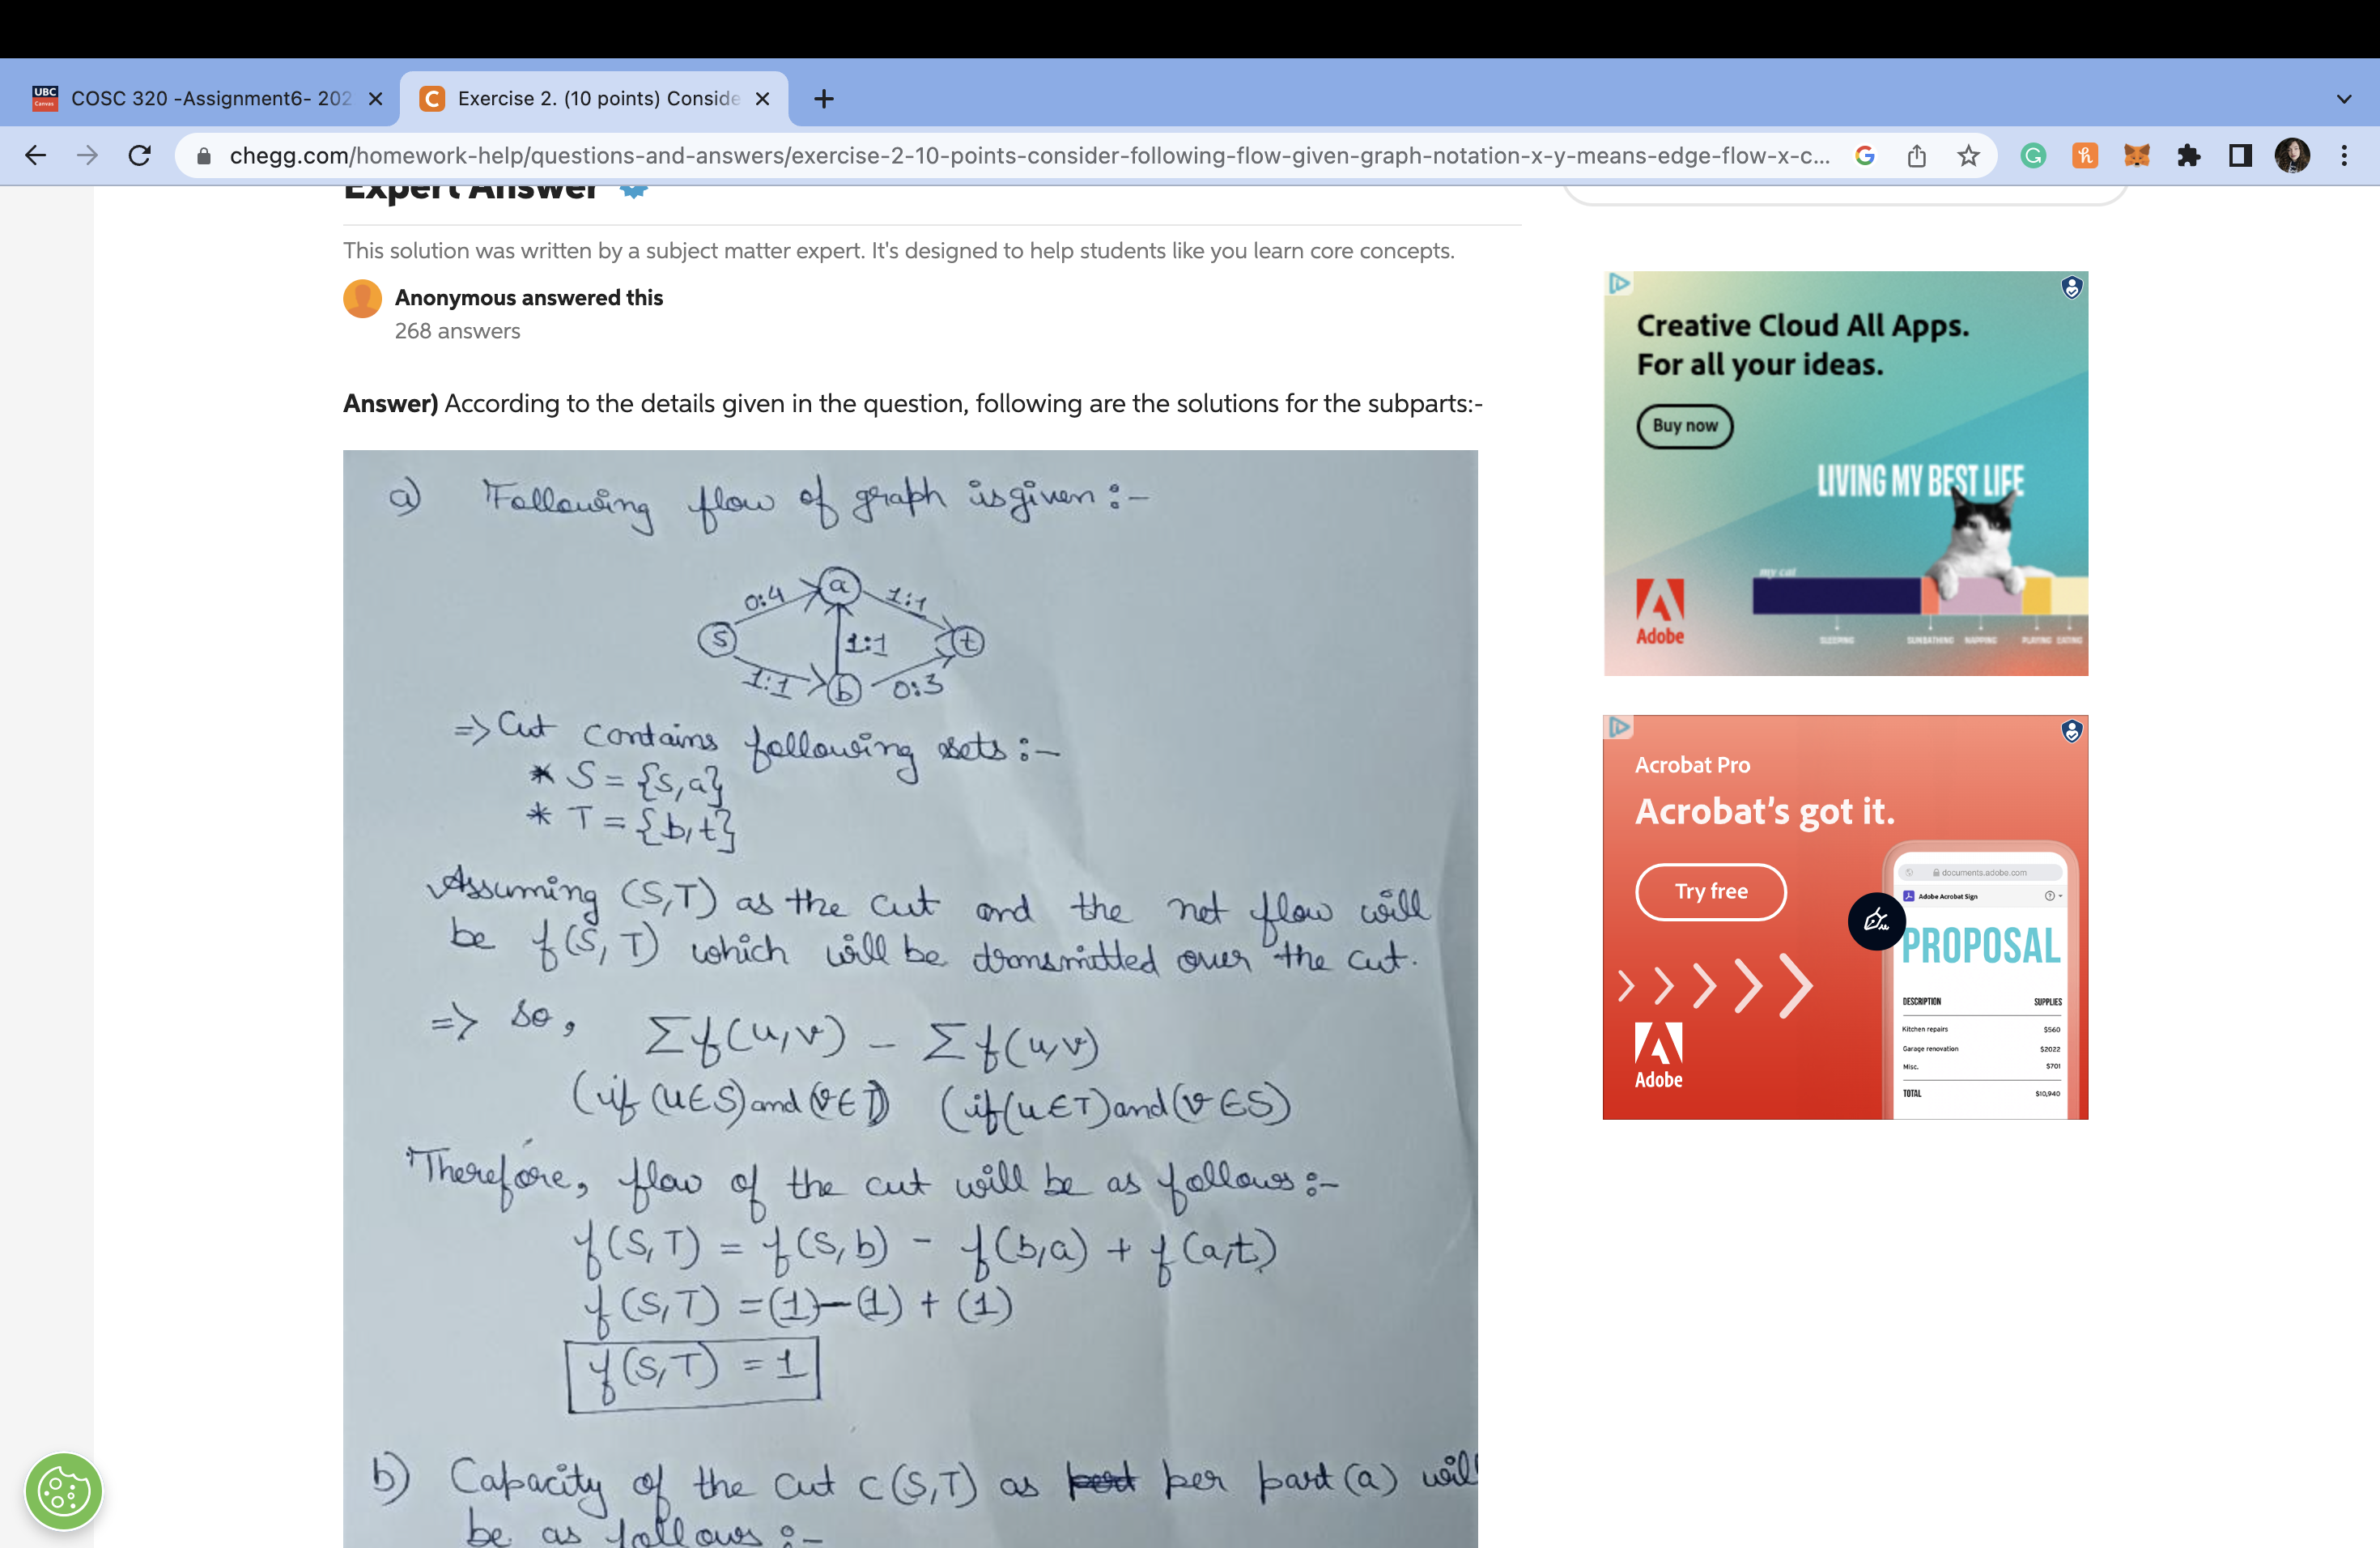 UBC
Canvas
COSC 320 -Assignment6- 202
C
Exercise 2. (10 points) Conside
chegg.com/homework-help/questions-and-answers/exercise-2-10-points-consider-following-flow-given-graph-notation-x-y-means-edge-flow-x-c...
Expert Answer
This solution was written by a subject matter expert. It's designed to help students like you learn core concepts.
Anonymous answered this
268 answers
Answer) According to the details given in the question, following are the solutions for the subparts:-
a) Following flow of graph is given :-
a
0:4
1:1
S
1:1
t
1:1
b
0:3
=> Cut contains following sets :-
* S = {s,a}
* T = {b,t}
Assuming (S,T) as the cut and the net flow will
be f(S,T) which will be transmitted over the cut.
=> So, Σf(u,v) - Σf(u,v)
(if (u∈S) and (v∈T)) (if (u∈T) and (v∈S)
Therefore, flow of the cut will be as follows :-
f(S,T) = f(S,b) - f(b,a) + f(a,t)
f(S,T) = (1)-(1) + (1)
f(S,T) = 1
b) Capacity of the cut c(S,T) as per part (a) will
be as follows :-
Creative Cloud All Apps.
For all your ideas.
Buy now
LIVING MY BEST LIFE
my cat
SLEEPING
SUNBATHING
NAPPING
PLAYING
EATING
Adobe
Acrobat Pro
Acrobat's got it.
Try free
Adobe
documents.adobe.com
Adobe Acrobat Sign
PROPOSAL
DESCRIPTION SUPPLIES
Kitchen repairs $560
Garage renovation $2022
Misc. $701
TOTAL $10,940